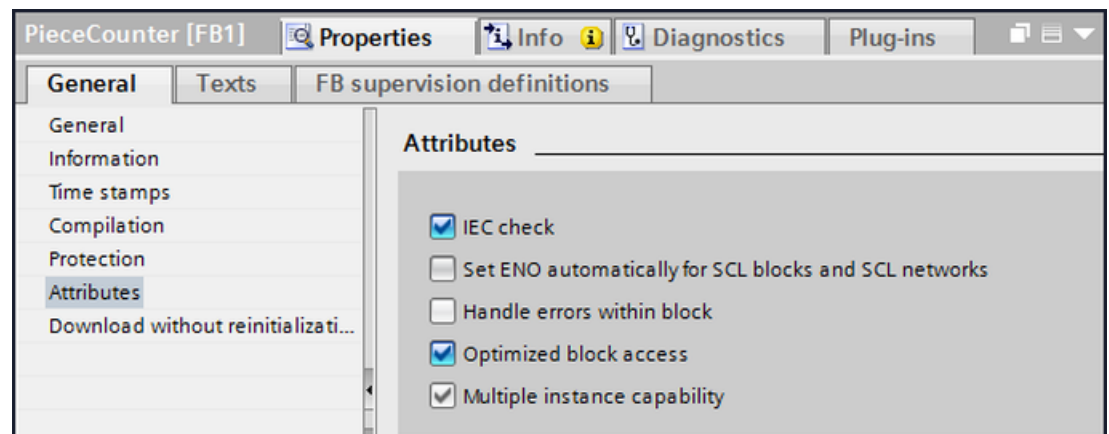 PieceCounter [FB1] Properties Info Diagnostics Plug-ins
General Texts FB supervision definitions
General
Information
Time stamps
Compilation
Protection
Attributes
Download without reinitializati...
Attributes
IEC check
Set ENO automatically for SCL blocks and SCL networks
Handle errors within block
Optimized block access
Multiple instance capability